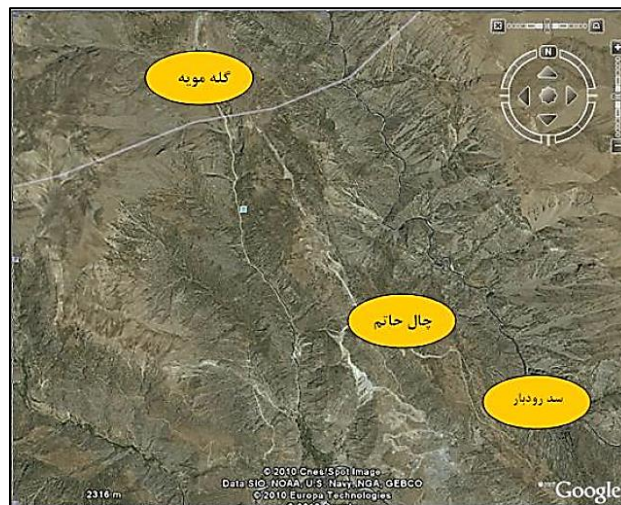 گله مویه
N
چال حاتم
سد رودبار
© 2010 Cnes/Spot Image
Data SIO, NOAA, U.S. Navy, NGA, GEBCO
© 2010 Europa Technologies
2316 m
©2009 Google